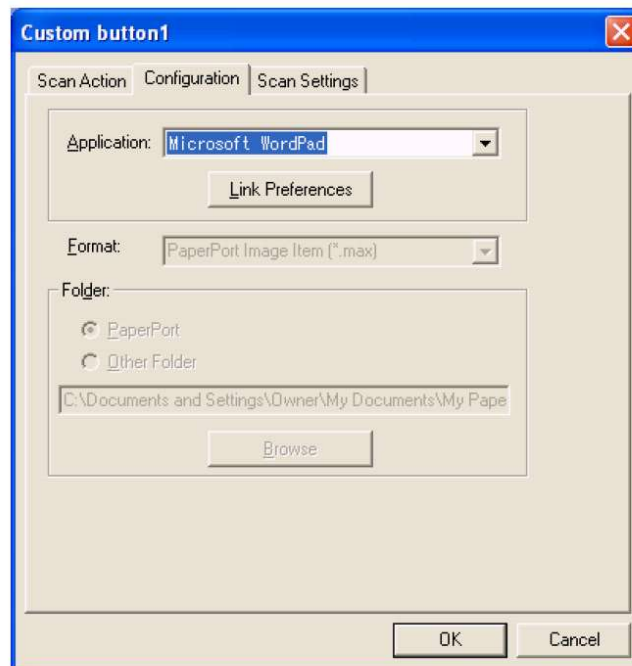 Custom button1
Scan Action Configuration Scan Settings
Application: Microsoft WordPad
Link Preferences
Format: PaperPort Image Item (*.max)
Folder:
PaperPort
Other Folder
C:\Documents and Settings\Owner\My Documents\My Pape
Browse
OK Cancel